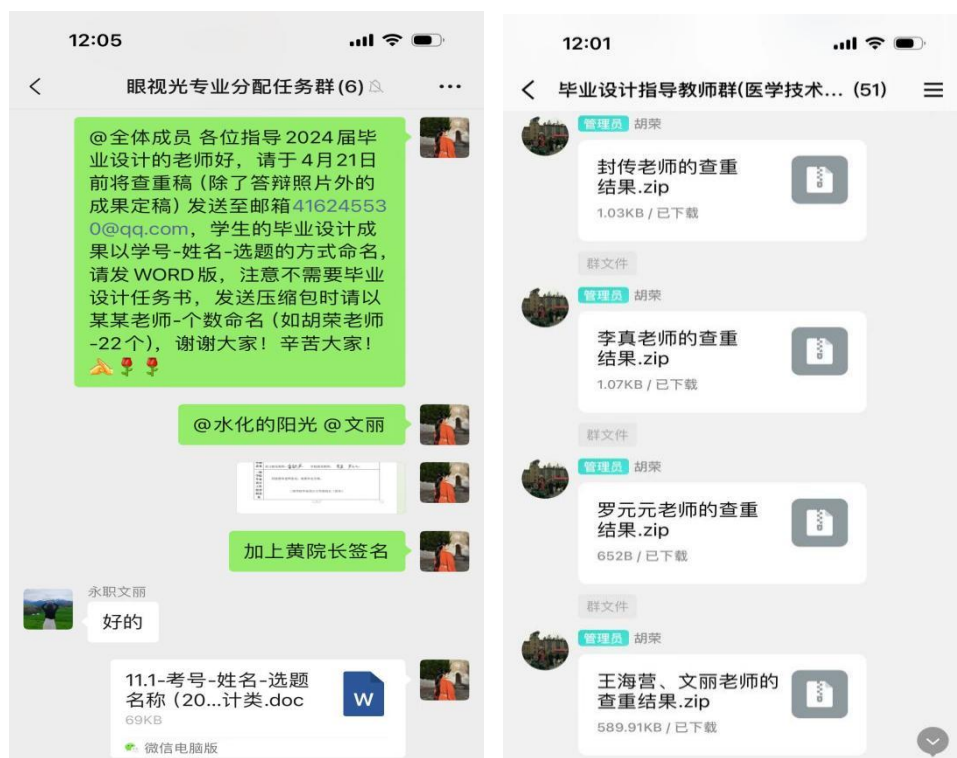 12:05
眼视光专业分配任务群(6)
@全体成员 各位指导2024届毕
业设计的老师好，请于4月21日
前将查重稿（除了答辩照片外的
成果定稿）发送至邮箱41624553
0@qq.com，学生的毕业设计成
果以学号-姓名-选题的方式命名，
请发WORD版，注意不需要毕业
设计任务书，发送压缩包时请以
某某老师-个数命名（如胡荣老师
-22个），谢谢大家！辛苦大家！
@水化的阳光 @文丽
加上黄院长签名
永职文丽
好的
11.1-考号-姓名-选题
名称（20...计类.doc
69KB
W
微信电脑版
12:01
毕业设计指导教师群(医学技术... (51)
管理员 胡荣
封传老师的查重
结果.zip
1.03KB / 已下载
群文件
管理员 胡荣
李真老师的查重
结果.zip
1.07KB / 已下载
群文件
管理员 胡荣
罗元元老师的查重
结果.zip
652B / 已下载
群文件
管理员 胡荣
王海营、文丽老师的
查重结果.zip
589.91KB / 已下载